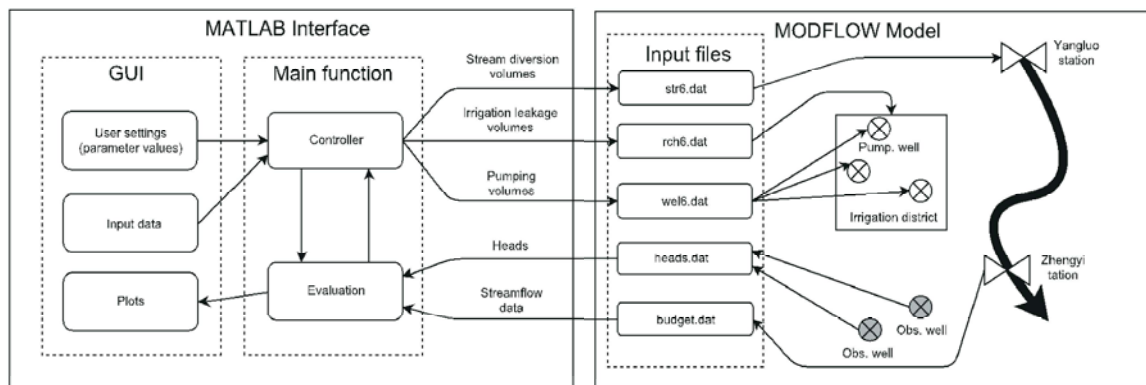 MATLAB Interface
GUI
Main function
User settings
(parameter values)
Input data
Plots
Controller
Evaluation
Stream diversion
volumes
Irrigation leakage
volumes
Pumping
volumes
Heads
Streamflow
data
MODFLOW Model
Input files
str6.dat
rch6.dat
wel6.dat
heads.dat
budget.dat
Pump. well
Irrigation district
Obs. well
Obs. well
Yangluo
station
Zhengyi
tation